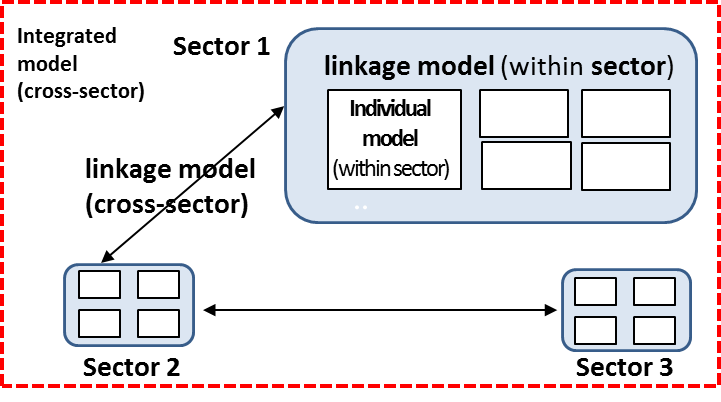 Integrated
model
(cross-sector)
Sector 1
linkage model (within sector)
Individual
model
(within sector)
..
linkage model
(cross-sector)
Sector 2
Sector 3